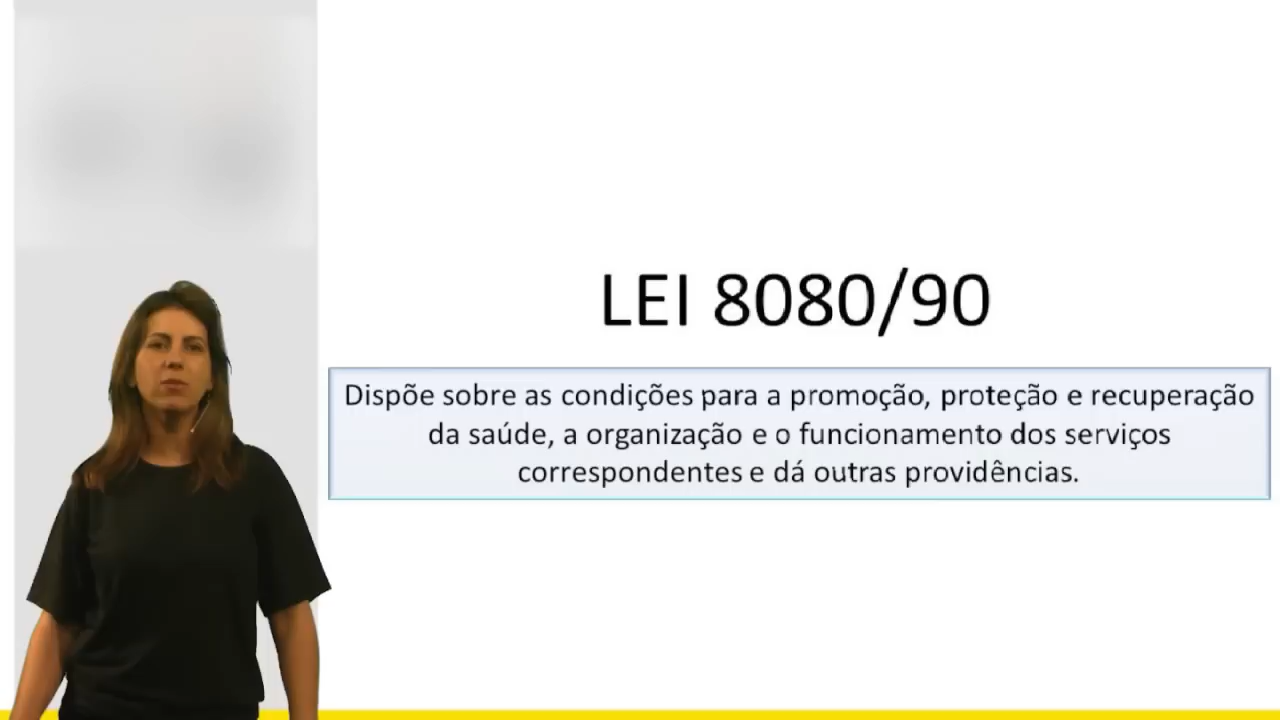 LEI 8080/90
Dispõe sobre as condições para a promoção, proteção e recuperação
da saúde, a organização e o funcionamento dos serviços
correspondentes e dá outras providências.